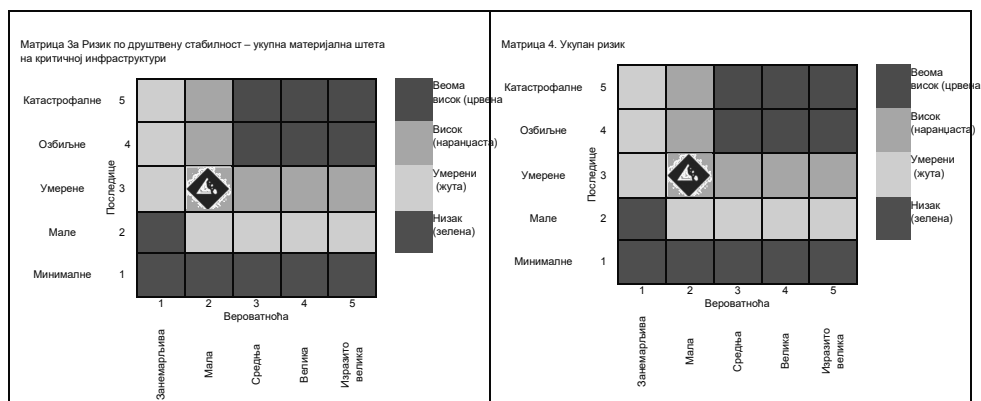 Матрица 3а Ризик по друштвену стабилност – укупна материјална штета
на критичној инфраструктури
Катастрофалне 5
Озбиљне 4
Умерене 3
Мале 2
Минималне 1
Последице
1 2 3 4 5
Вероватноћа
Занемарљива
Мала
Средња
Велика
Изразито
велика
Веома
висок (црвена
Висок
(наранџаста)
Умерени
(жута)
Низак
(зелена)
Матрица 4. Укупан ризик
Катастрофалне 5
Озбиљне 4
Умерене 3
Мале 2
Минималне 1
Последице
1 2 3 4 5
Вероватноћа
Занемарљива
Мала
Средња
Велика
Изразито
велика
Веома
висок (црвена
Висок
(наранџаста)
Умерени
(жута)
Низак
(зелена)